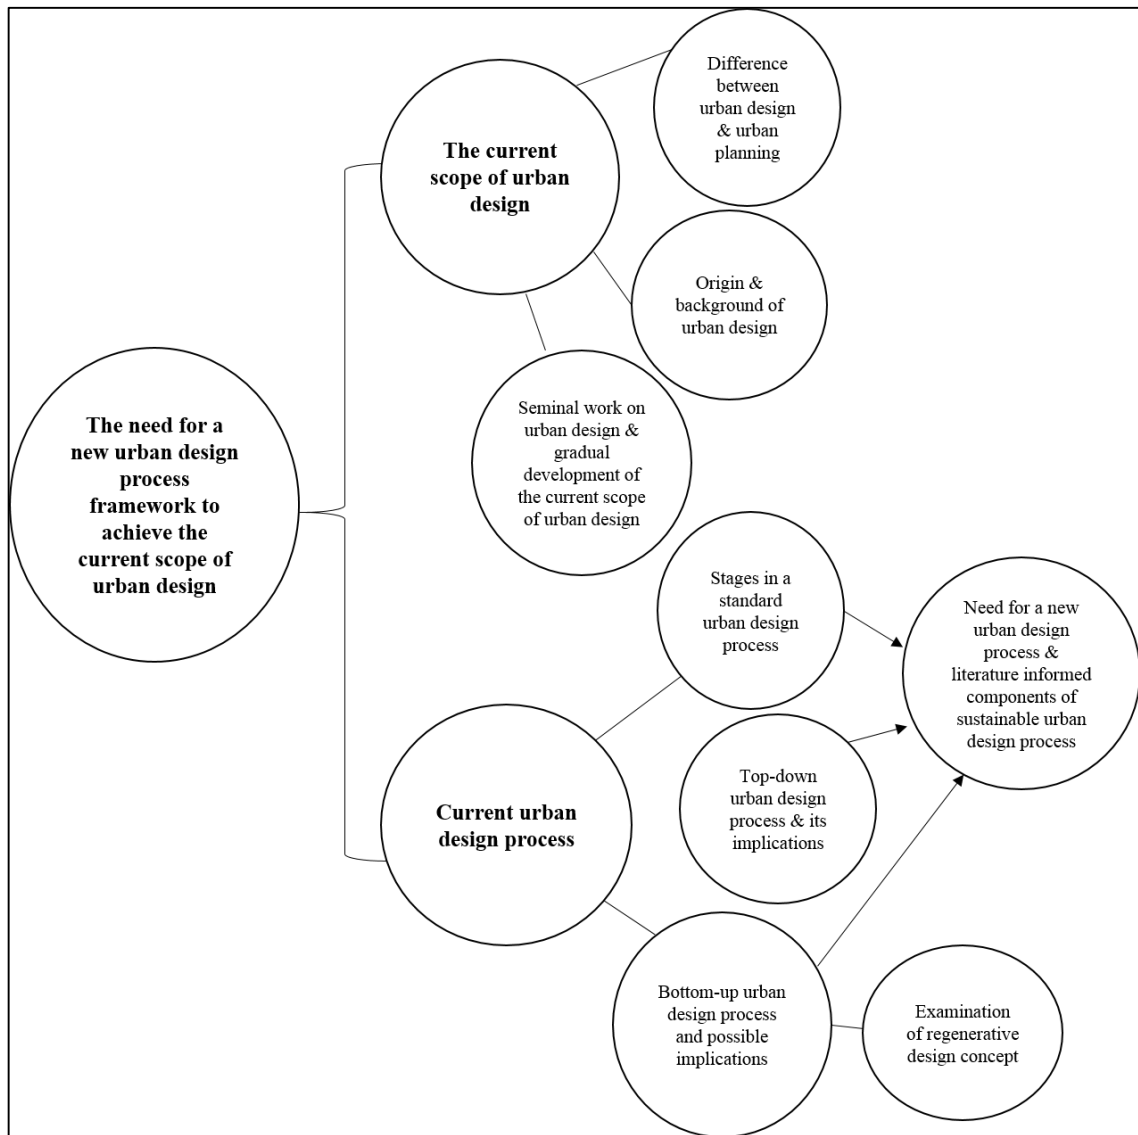 The need for a
new urban design
process
framework to
achieve the
current scope of
urban design
The current
scope of urban
design
Difference
between
urban design
& urban
planning
Origin &
background of
urban design
Seminal work on
urban design &
gradual
development of
the current scope
of urban design
Current urban
design process
Stages in a
standard
urban design
process
Top-down
urban design
process & its
implications
Bottom-up urban
design process
and possible
implications
Need for a new
urban design
process &
literature informed
components of
sustainable urban
design process
Examination
of regenerative
design concept